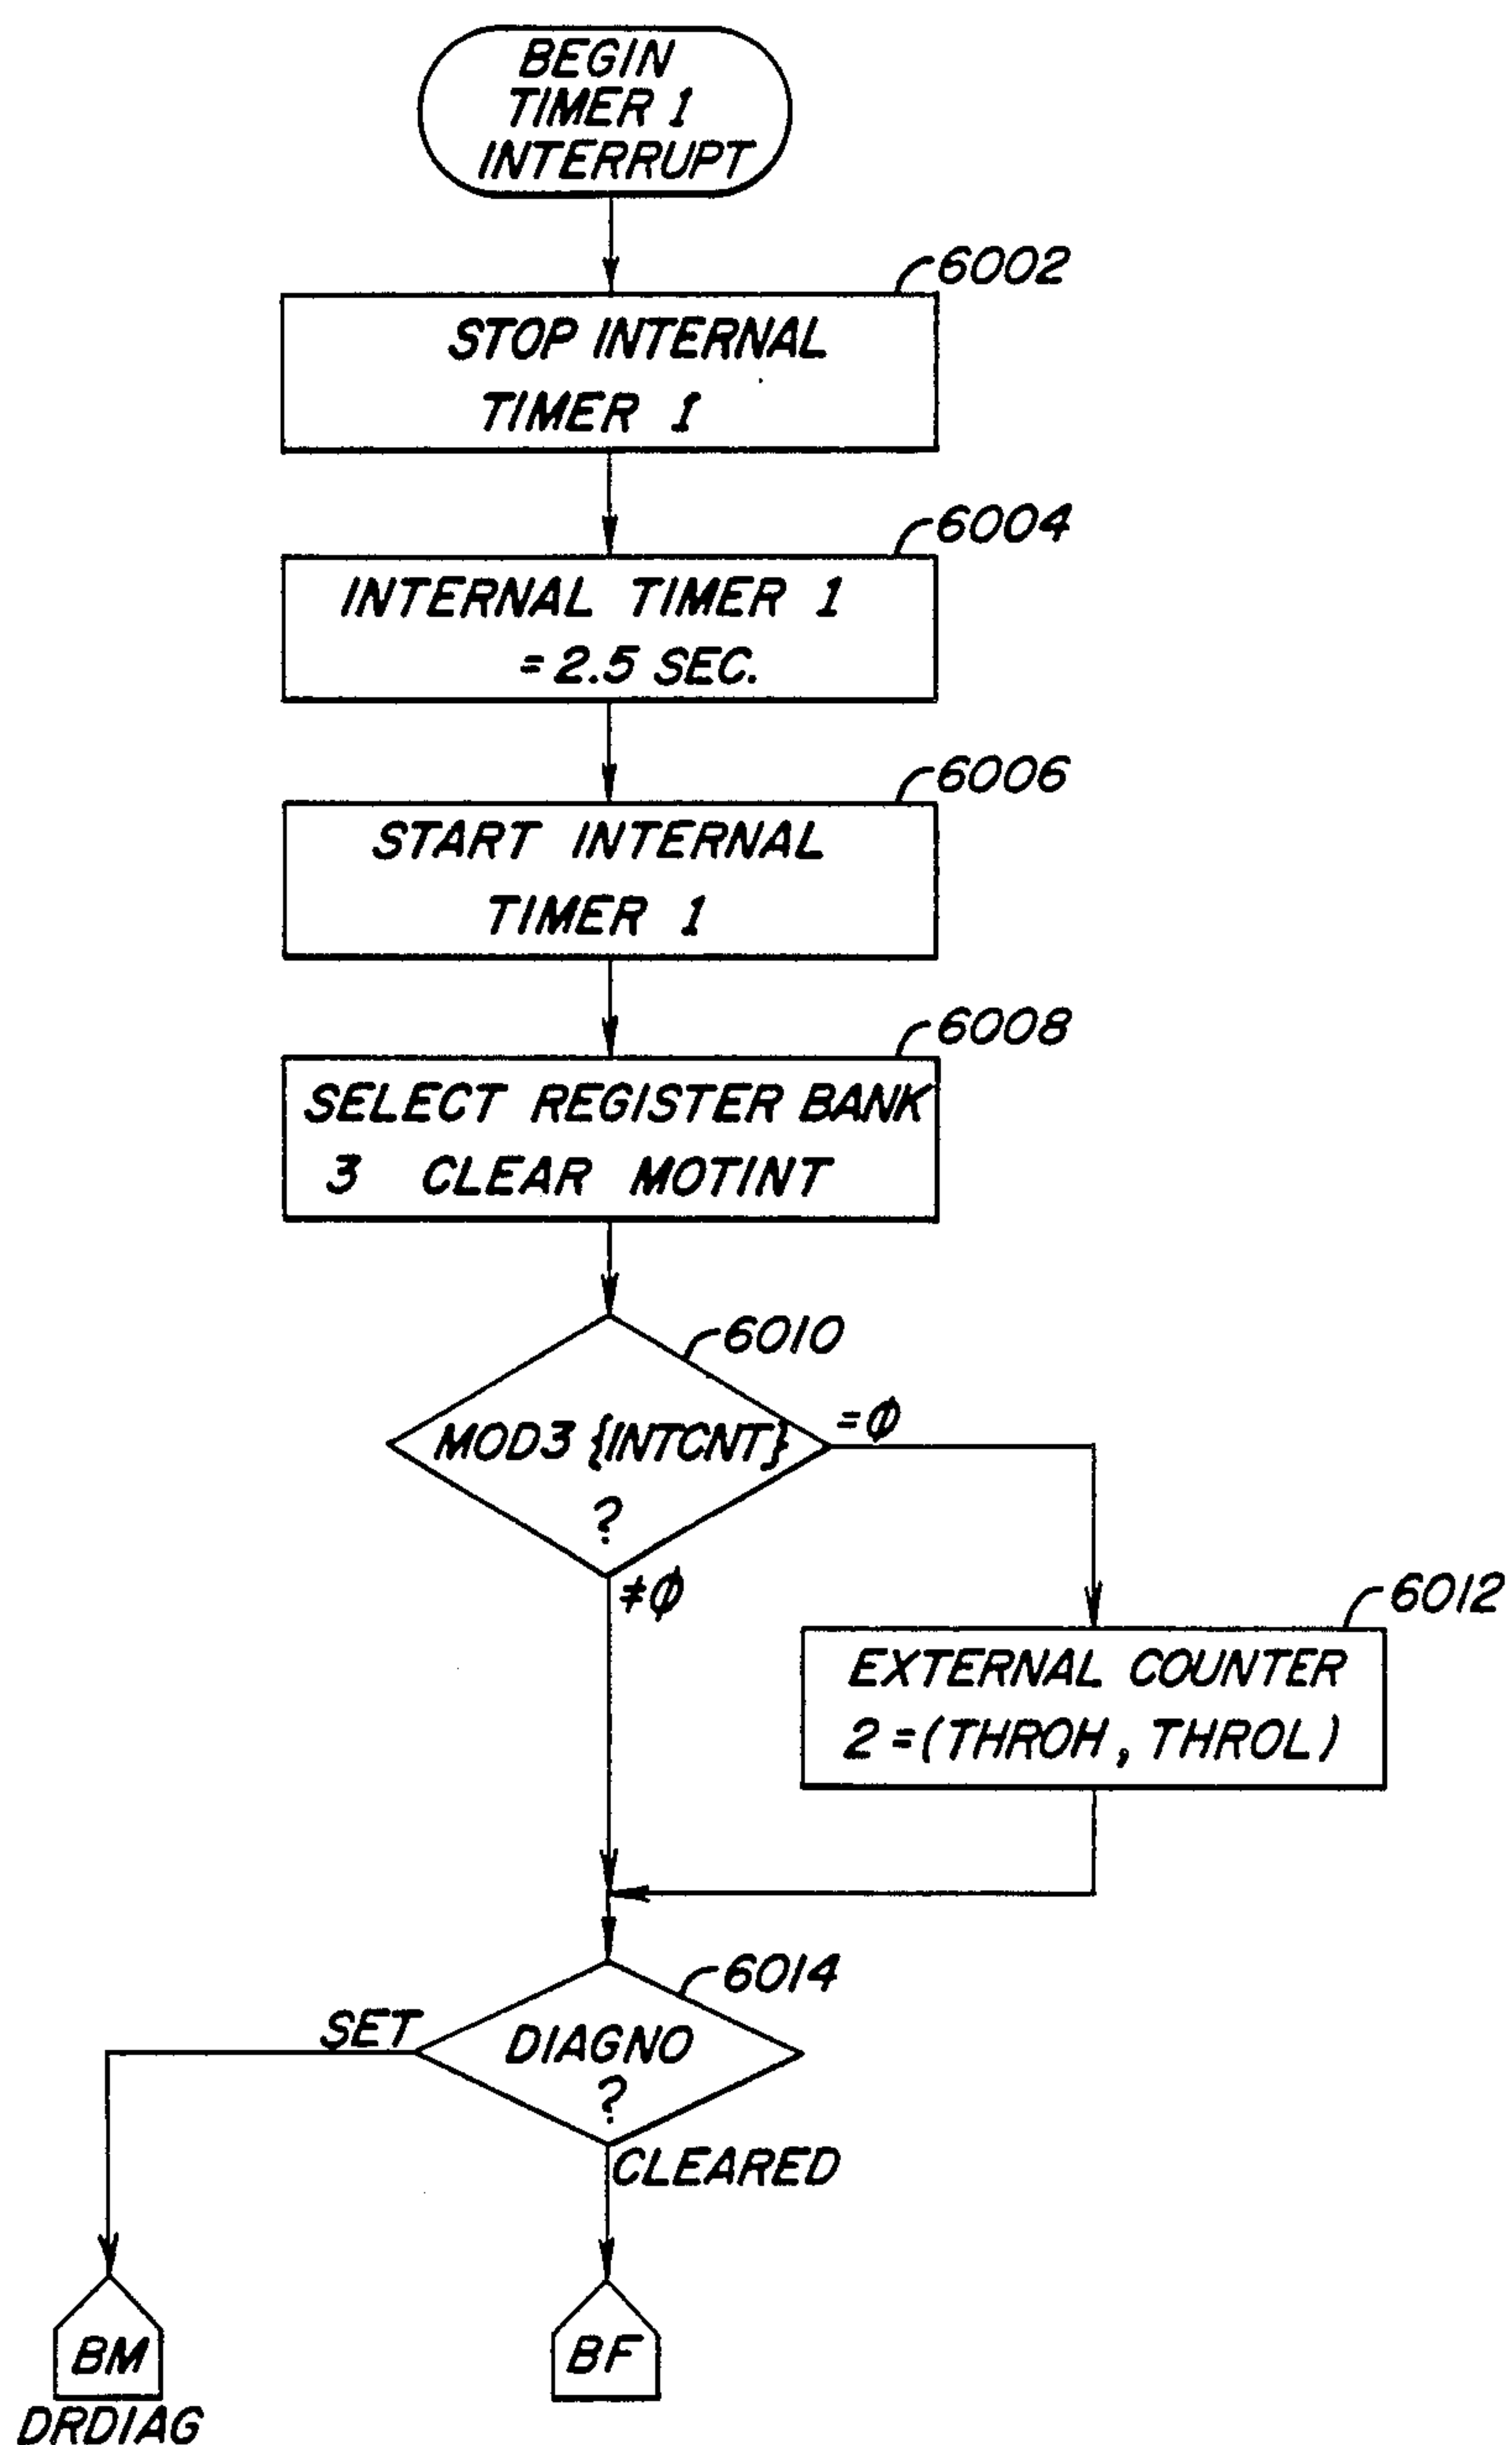 BEGIN
TIMER 1
INTERRUPT
6002
STOP INTERNAL
TIMER 1
6004
INTERNAL TIMER 1
= 2.5 SEC.
6006
START INTERNAL
TIMER 1
6008
SELECT REGISTER BANK
3 CLEAR MOTINT
6010
MOD3 {INTCNT}
?
=φ
≠φ
6012
EXTERNAL COUNTER
2 =(THROH, THROL)
6014
SET
DIAGNO
?
CLEARED
BM
DRDIAG
BF